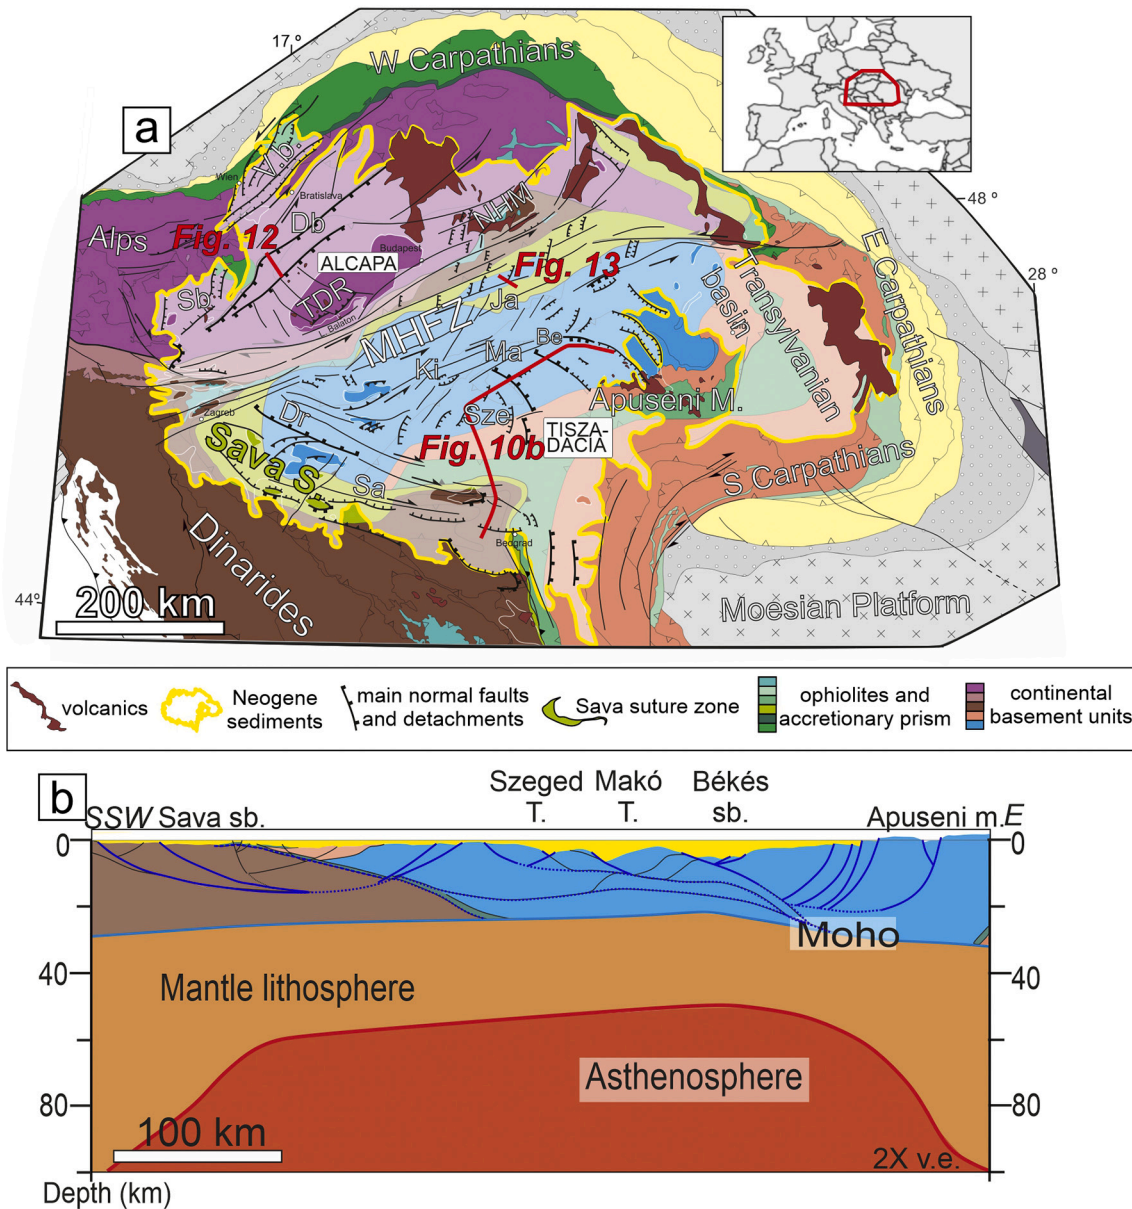 a
17 º
W Carpathians
48 º
28 º
Wien
V.b.
Bratislava
Db
Alps
Fig. 12
ALCAPA
Budapest
NHM
Fig. 13
Sb.
TDR
Balaton
MHFZ
Ja
Ki
Ma
Be
Transylvanian
basin
E Carpathians
Zagreb
Dr
Sze
Apuseni M.
TISZA-
DACIA
Fig. 10b
Sava S.
Sa
S Carpathians
Beograd
Dinarides
Moesian Platform
44º
200 km
volcanics
Neogene
sediments
main normal faults
and detachments
Sava suture zone
ophiolites and
accretionary prism
continental
basement units
b
Szeged
T.
Makó
T.
Békés
sb.
SSW
Sava sb.
Apuseni m.
E
0
0
Moho
40
40
Mantle lithosphere
Asthenosphere
80
80
100 km
2X v.e.
Depth (km)